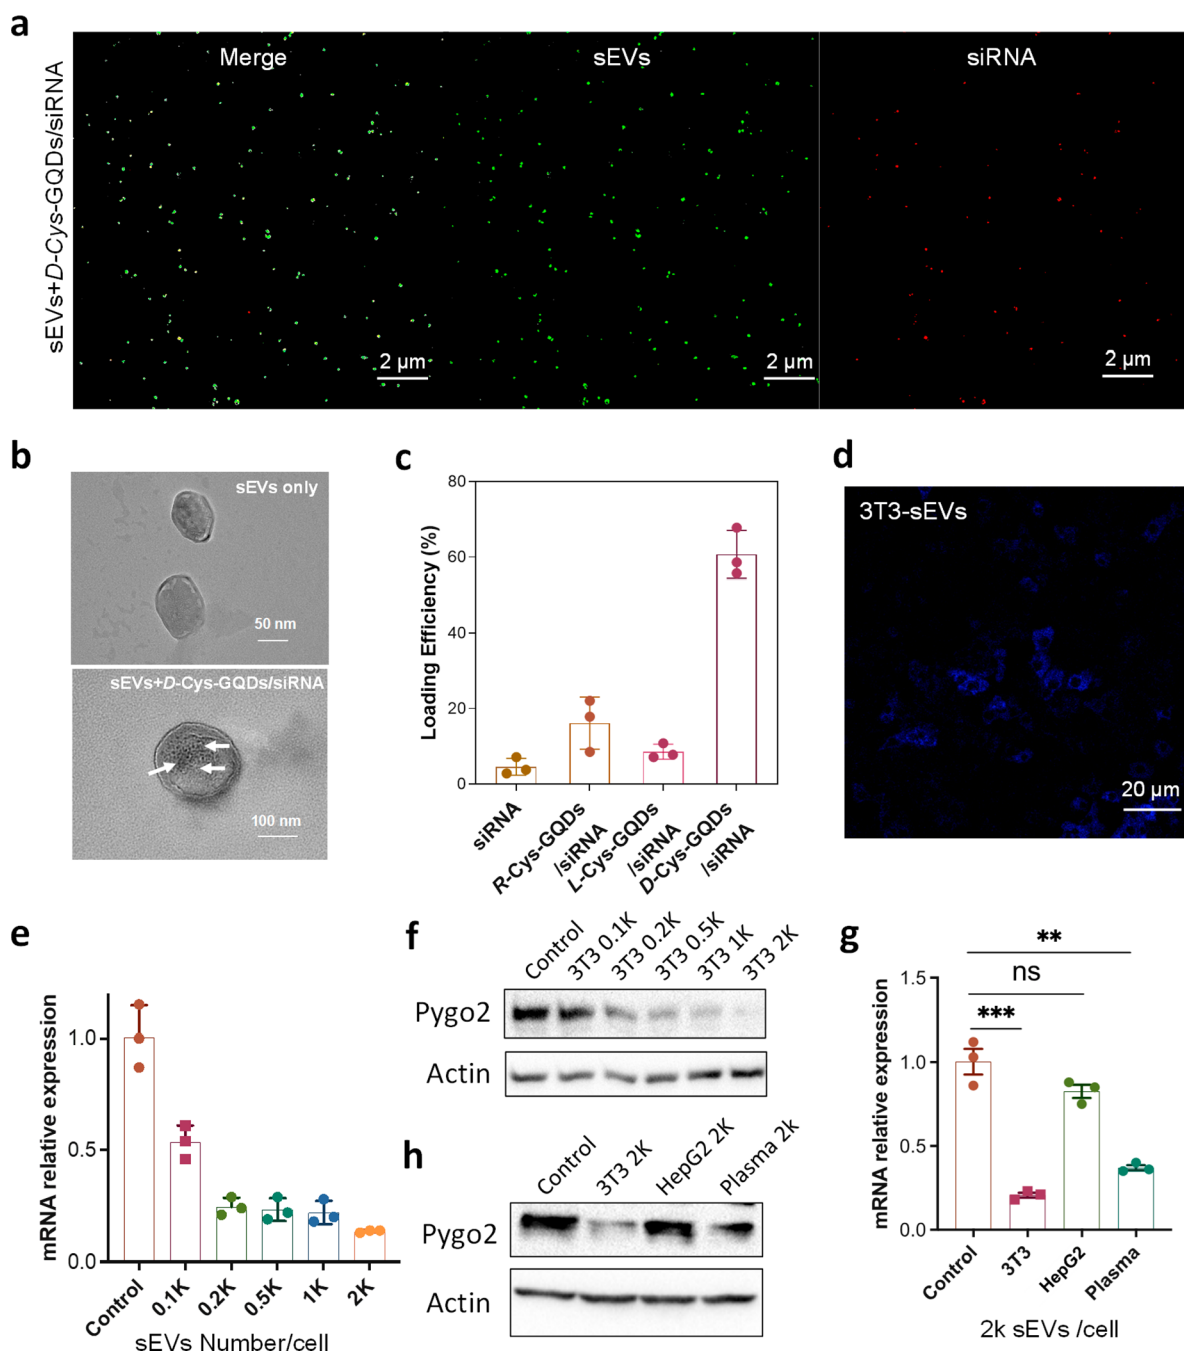 a
sEVs+D-Cys-GQDs/siRNA
Merge
sEVs
siRNA
2 μm
2 μm
2 μm
b
sEVs only
50 nm
sEVs+D-Cys-GQDs/siRNA
100 nm
c
Loading Efficiency (%)
80
60
40
20
0
siRNA
R-Cys-GQDs
/siRNA
L-Cys-GQDs
/siRNA
D-Cys-GQDs
/siRNA
d
3T3-sEVs
20 μm
e
mRNA relative expression
1.0
0.5
0.0
Control
0.1K
0.2K
0.5K
1K
2K
sEVs Number/cell
f
Control
3T3 0.1K
3T3 0.2K
3T3 0.5K
3T3 1K
3T3 2K
Pygo2
Actin
g
mRNA relative expression
1.5
1.0
0.5
0.0
**
ns
***
Control
3T3
HepG2
Plasma
2k sEVs /cell
h
Control
3T3 2K
HepG2 2K
Plasma 2k
Pygo2
Actin